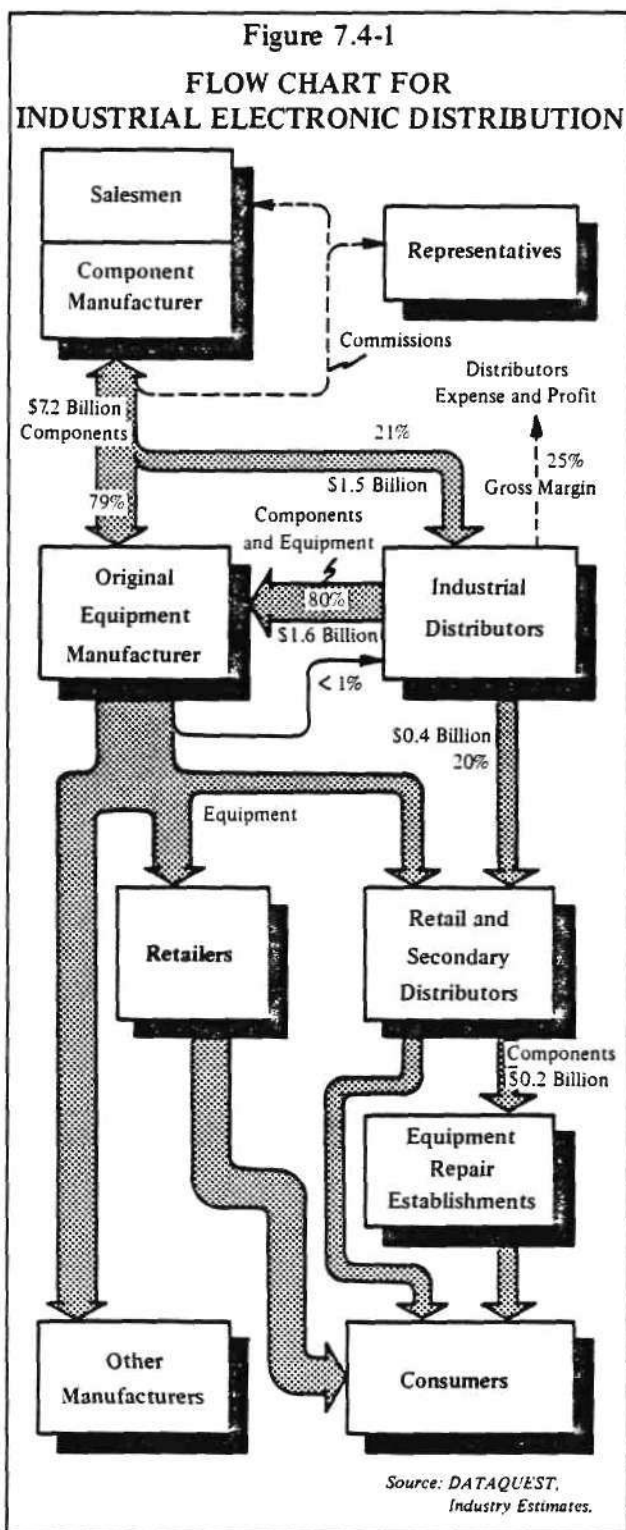 Figure 7.4-1
FLOW CHART FOR
INDUSTRIAL ELECTRONIC DISTRIBUTION
Salesmen
Component
Manufacturer
Representatives
Commissions
Distributors
Expense and Profit
$7.2 Billion
Components
21%
25%
$1.5 Billion
Gross Margin
79%
Components
and Equipment
Original
Equipment
Manufacturer
80%
$1.6 Billion
Industrial
Distributors
< 1%
$0.4 Billion
20%
Equipment
Retailers
Retail and
Secondary
Distributors
Components
$0.2 Billion
Equipment
Repair
Establishments
Other
Manufacturers
Consumers
Source: DATAQUEST,
Industry Estimates.